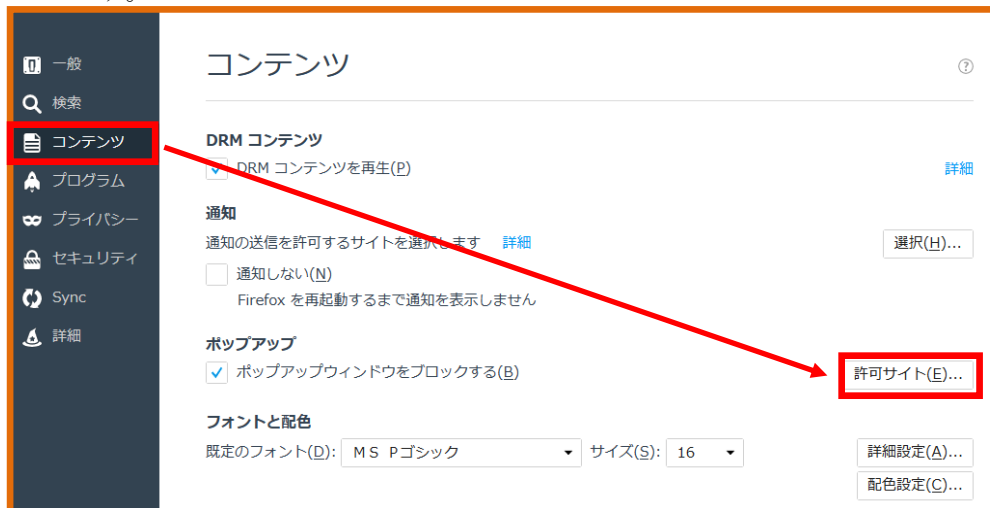 一般
検索
コンテンツ
プログラム
プライバシー
セキュリティ
Sync
詳細
コンテンツ
DRM コンテンツ
DRM コンテンツを再生(P)
詳細
通知
通知の送信を許可するサイトを選択します 詳細
選択(H)...
通知しない(N)
Firefox を再起動するまで通知を表示しません
ポップアップ
ポップアップウィンドウをブロックする(B)
許可サイト(E)...
フォントと配色
既定のフォント(D): ＭＳ Ｐゴシック サイズ(S): 16
詳細設定(A)...
配色設定(C)...